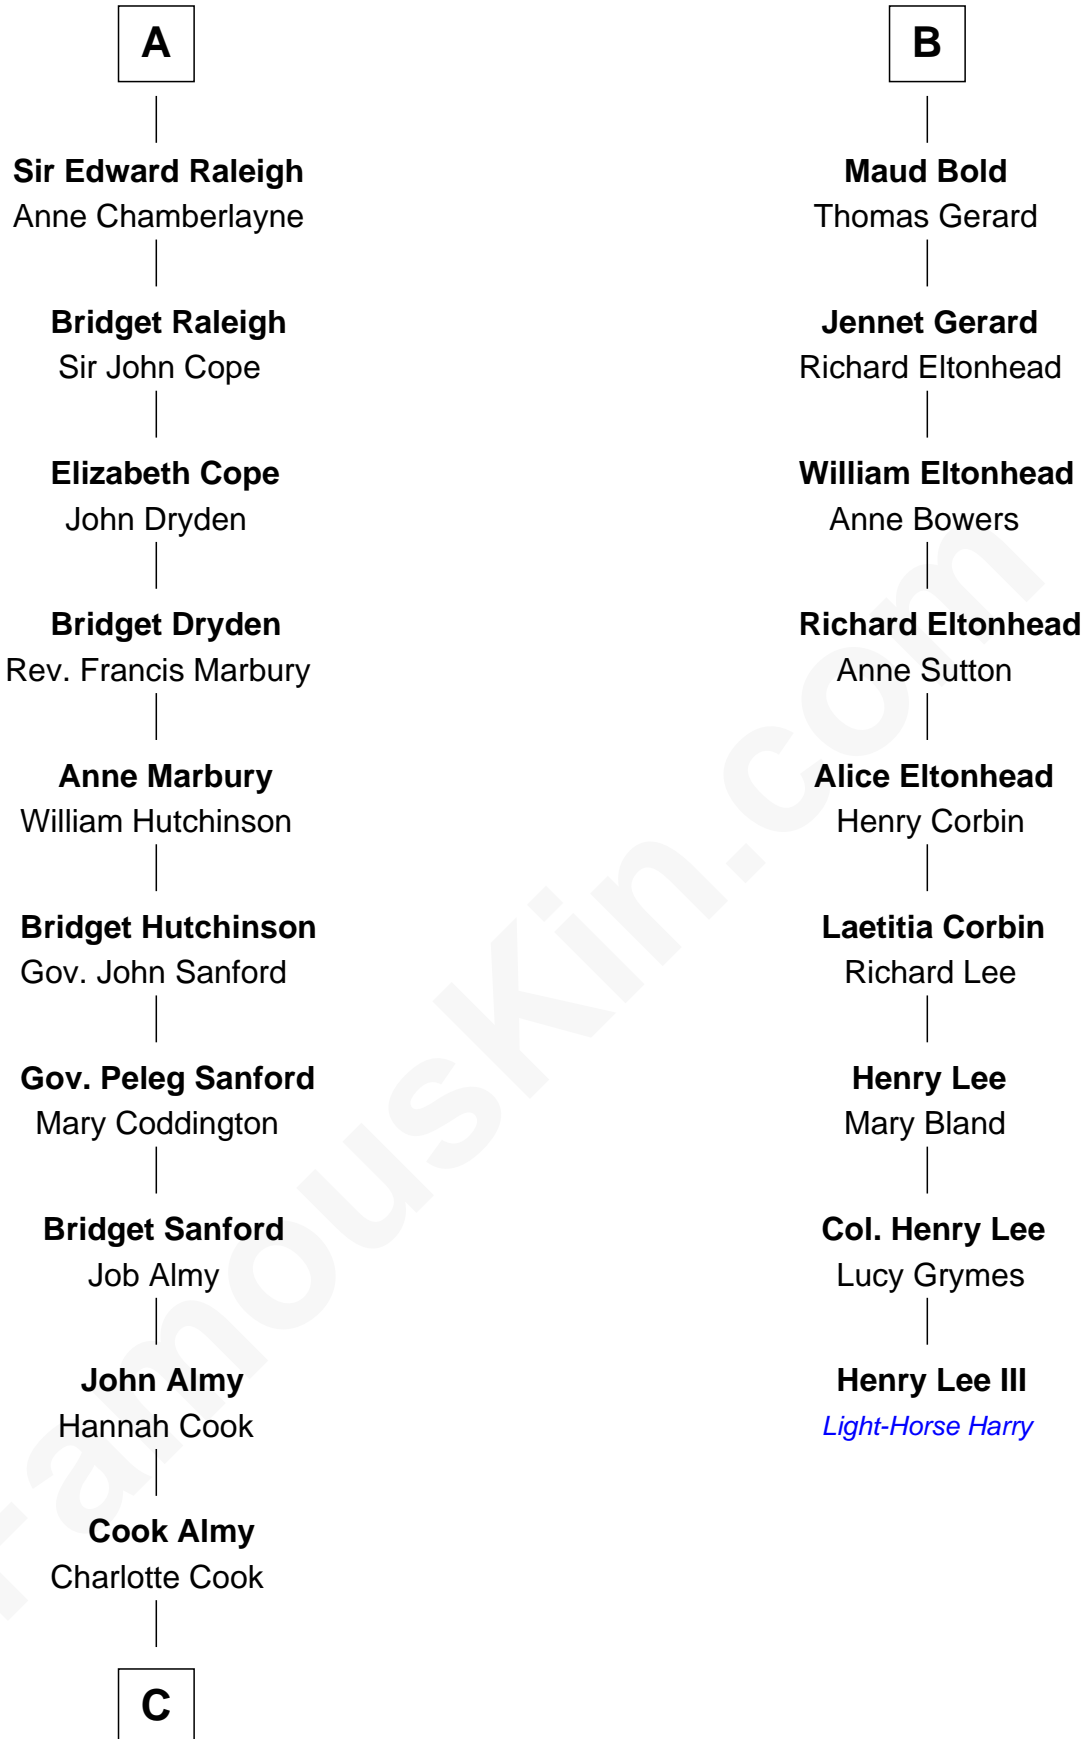 A
Sir Edward Raleigh
Anne Chamberlayne
Bridget Raleigh
Sir John Cope
Elizabeth Cope
John Dryden
Bridget Dryden
Rev. Francis Marbury
Anne Marbury
William Hutchinson
Bridget Hutchinson
Gov. John Sanford
Gov. Peleg Sanford
Mary Coddington
Bridget Sanford
Job Almy
John Almy
Hannah Cook
Cook Almy
Charlotte Cook
C
B
Maud Bold
Thomas Gerard
Jennet Gerard
Richard Eltonhead
William Eltonhead
Anne Bowers
Richard Eltonhead
Anne Sutton
Alice Eltonhead
Henry Corbin
Laetitia Corbin
Richard Lee
Henry Lee
Mary Bland
Col. Henry Lee
Lucy Grymes
Henry Lee III
Light-Horse Harry
FamousKin.com